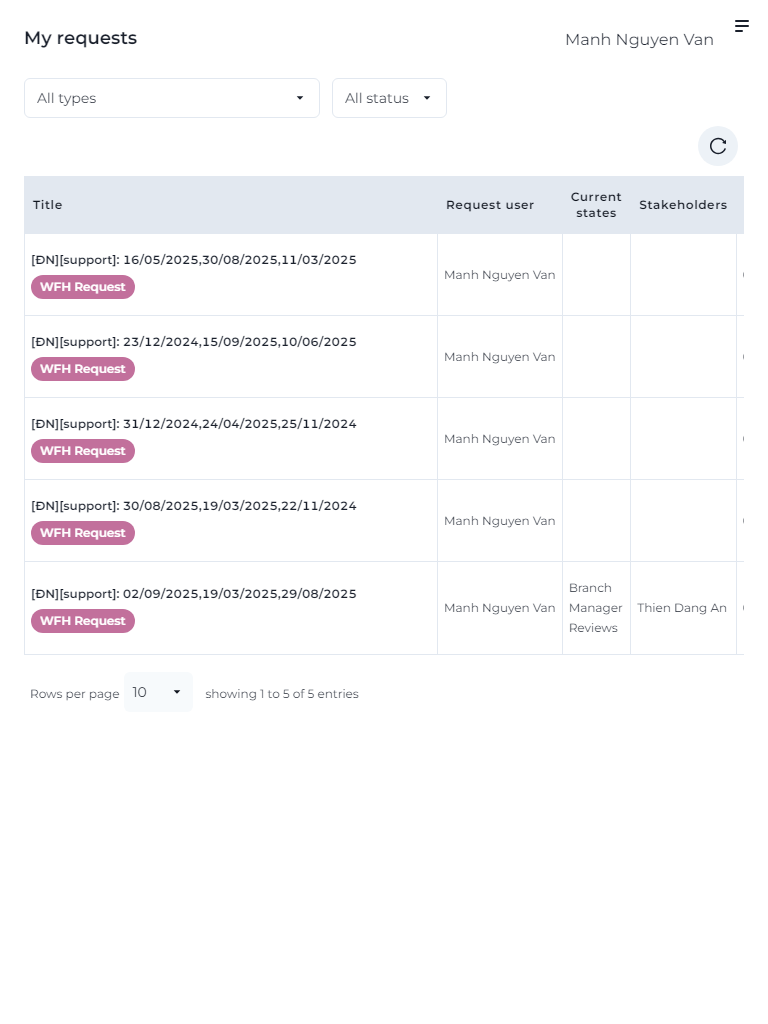 My requests
Manh Nguyen Van
All types
All status
Title
Request user
Current
states
Stakeholders
[ĐN][support]: 16/05/2025,30/08/2025,11/03/2025
WFH Request
Manh Nguyen Van
[ĐN][support]: 23/12/2024,15/09/2025,10/06/2025
WFH Request
Manh Nguyen Van
[ĐN][support]: 31/12/2024,24/04/2025,25/11/2024
WFH Request
Manh Nguyen Van
[ĐN][support]: 30/08/2025,19/03/2025,22/11/2024
WFH Request
Manh Nguyen Van
[ĐN][support]: 02/09/2025,19/03/2025,29/08/2025
WFH Request
Manh Nguyen Van
Branch
Manager
Reviews
Thien Dang An
Rows per page
10
showing 1 to 5 of 5 entries